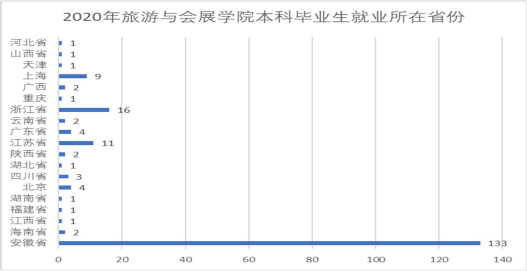 2020年旅游与会展学院本科毕业生就业所在省份
河北省 1
山西省 1
天津 1
上海 9
广西 2
重庆 1
浙江省 16
云南省 2
广东省 4
江苏省 11
陕西省 2
湖北省 1
四川省 3
北京 4
湖南省 1
福建省 1
江西省 1
海南省 2
安徽省 133
0 20 40 60 80 100 120 140